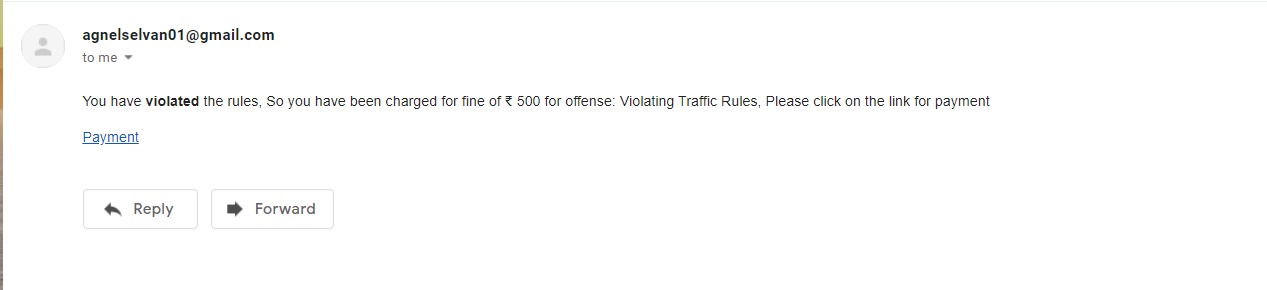 agnelselvan01@gmail.com
to me
You have violated the rules, So you have been charged for fine of ₹ 500 for offense: Violating Traffic Rules, Please click on the link for payment
Payment
Reply Forward